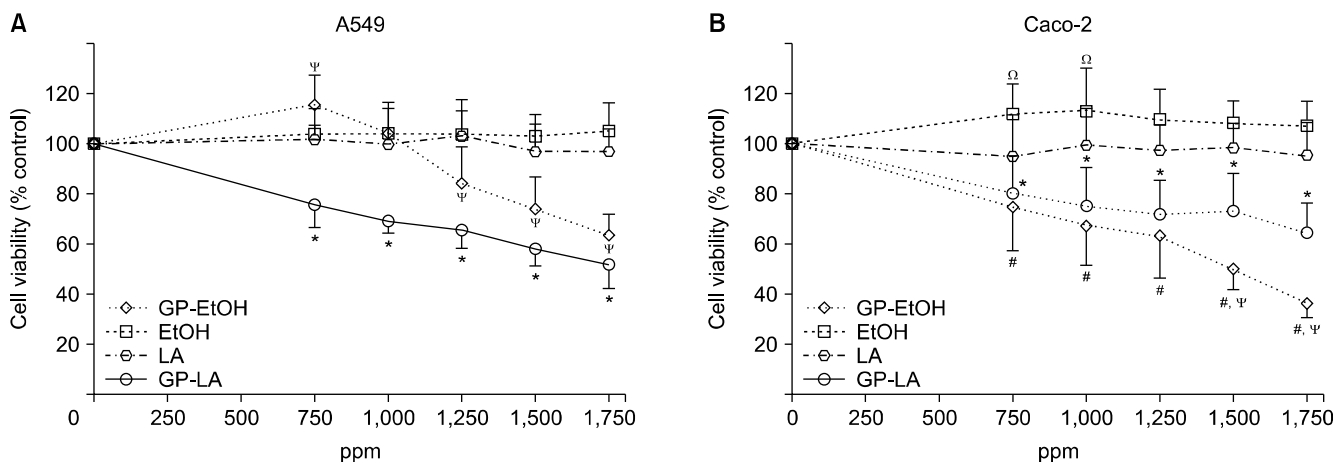 A
A549
Cell viability (% control)
120
100
80
60
40
20
Ψ
Ψ
Ψ
Ψ
*
*
*
*
*
GP-EtOH
EtOH
LA
GP-LA
0
250
500
750
1,000
1,250
1,500
1,750
ppm
B
Caco-2
Cell viability (% control)
120
100
80
60
40
20
Ω
Ω
*
*
*
*
*
#
#
#
#, Ψ
#, Ψ
GP-EtOH
EtOH
LA
GP-LA
0
250
500
750
1,000
1,250
1,500
1,750
ppm